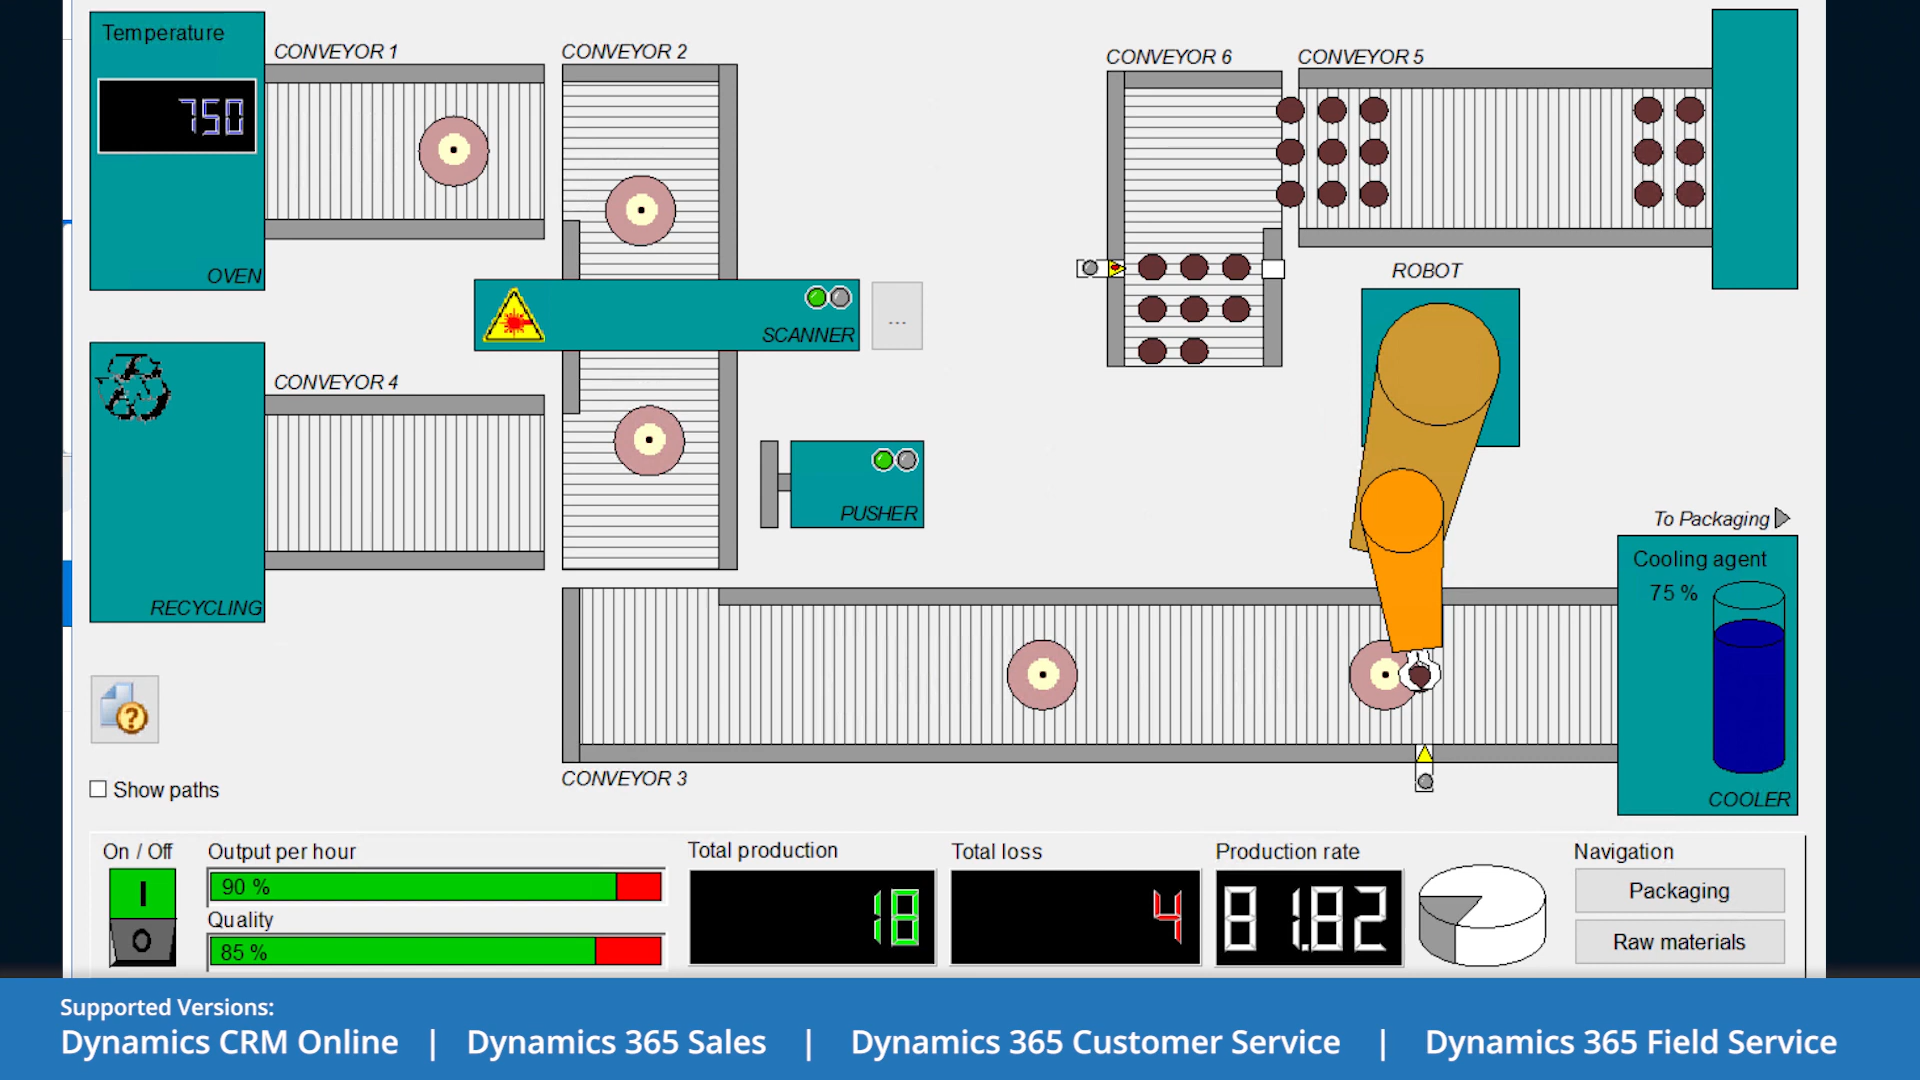 Temperature
750
OVEN
CONVEYOR 1
CONVEYOR 2
CONVEYOR 6
CONVEYOR 5
SCANNER
...
ROBOT
CONVEYOR 4
RECYCLING
PUSHER
To Packaging
Cooling agent
75 %
COOLER
CONVEYOR 3
Show paths
On / Off
I
O
Output per hour
90 %
Quality
85 %
Total production
18
Total loss
4
Production rate
81.82
Navigation
Packaging
Raw materials
Supported Versions:
Dynamics CRM Online | Dynamics 365 Sales | Dynamics 365 Customer Service | Dynamics 365 Field Service